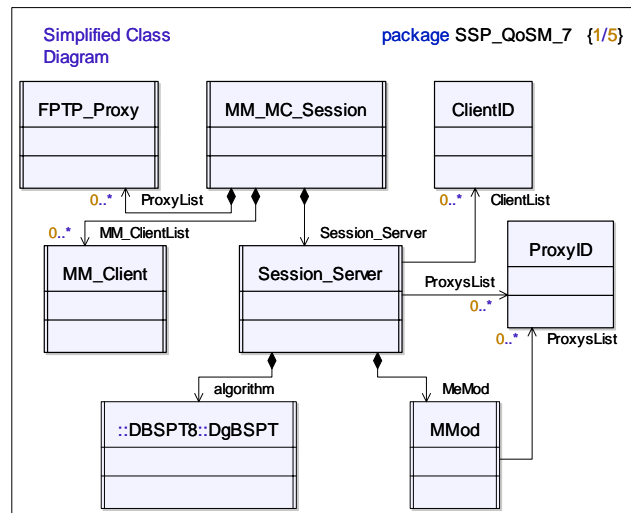 Simplified Class
Diagram
package SSP_QoSM_7 {1/5}
FPTP_Proxy
MM_MC_Session
ClientID
0..*
ProxyList
0..*
ClientList
0..*
MM_ClientList
Session_Server
MM_Client
Session_Server
ProxyID
ProxysList
0..*
0..*
ProxysList
algorithm
MeMod
::DBSPT8::DgBSPT
MMod